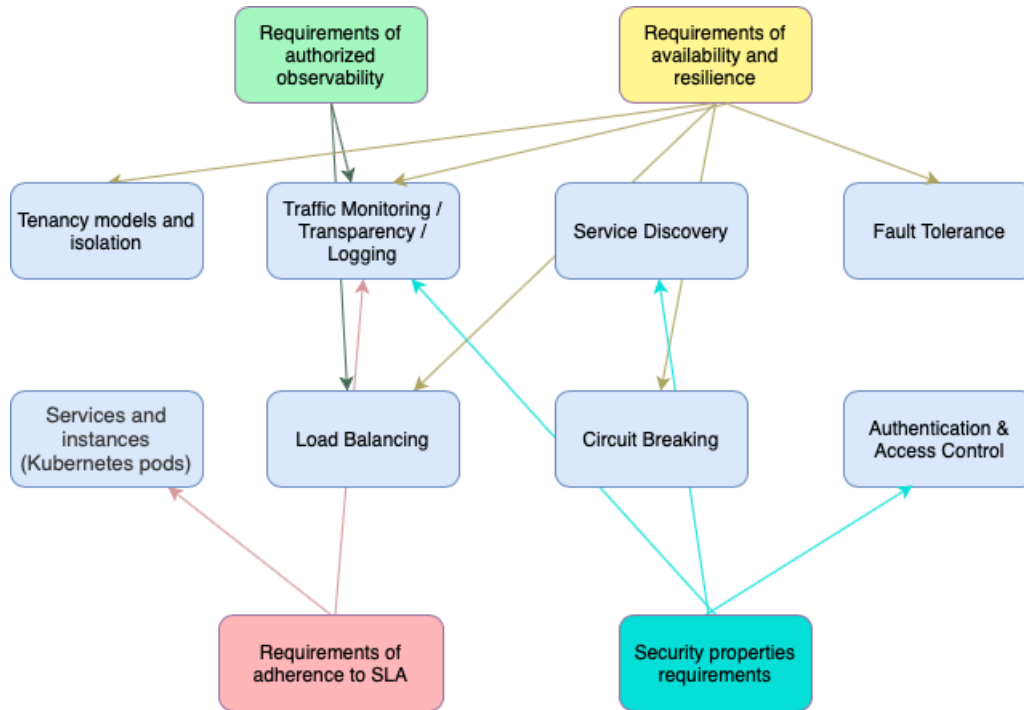 Requirements of
authorized
observability
Requirements of
availability and
resilience
Tenancy models and
isolation
Traffic Monitoring /
Transparency /
Logging
Service Discovery
Fault Tolerance
Services and
instances
(Kubernetes pods)
Load Balancing
Circuit Breaking
Authentication &
Access Control
Requirements of
adherence to SLA
Security properties
requirements